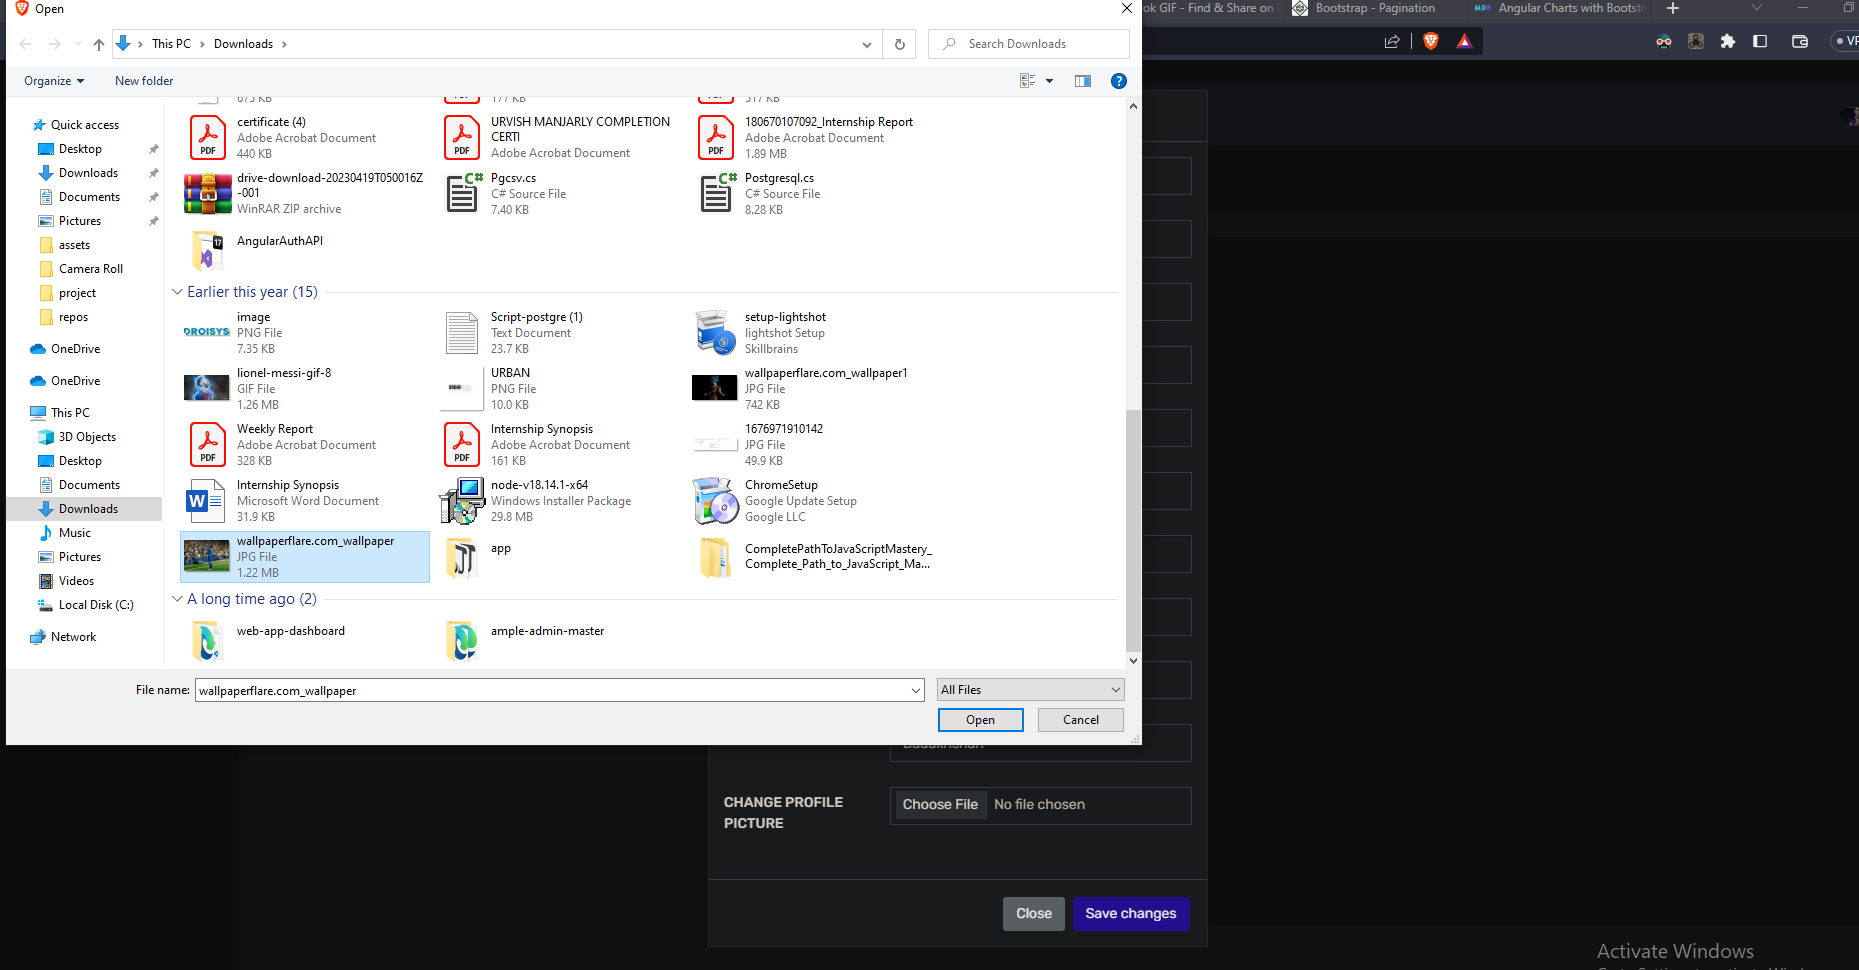 Open
ok GIF - Find & Share on
Bootstrap - Pagination
Angular Charts with Bootst
This PC
Downloads
Search Downloads
VP
Organize
New folder
Quick access
Desktop
Downloads
Documents
Pictures
assets
Camera Roll
project
repos
OneDrive
OneDrive
This PC
3D Objects
Desktop
Documents
Downloads
Music
Pictures
Videos
Local Disk (C:)
Network
675 KB
177 KB
317 KB
certificate (4)
Adobe Acrobat Document
440 KB
URVISH MANJARLY COMPLETION
CERTI
Adobe Acrobat Document
180670107092_Internship Report
Adobe Acrobat Document
1.89 MB
drive-download-20230419T050016Z
-001
WinRAR ZIP archive
Pgcsv.cs
C# Source File
7.40 KB
Postgresql.cs
C# Source File
8.28 KB
AngularAuthAPI
Earlier this year (15)
DROISYS
image
PNG File
7.35 KB
Script-postgre (1)
Text Document
23.7 KB
setup-lightshot
lightshot Setup
Skillbrains
lionel-messi-gif-8
GIF File
1.26 MB
URBAN
PNG File
10.0 KB
wallpaperflare.com_wallpaper1
JPG File
742 KB
Weekly Report
Adobe Acrobat Document
328 KB
Internship Synopsis
Adobe Acrobat Document
161 KB
1676971910142
JPG File
49.9 KB
Internship Synopsis
Microsoft Word Document
31.9 KB
node-v18.14.1-x64
Windows Installer Package
29.8 MB
ChromeSetup
Google Update Setup
Google LLC
wallpaperflare.com_wallpaper
JPG File
1.22 MB
app
CompletePathToJavaScriptMastery_
Complete_Path_to_JavaScript_Ma...
A long time ago (2)
web-app-dashboard
ample-admin-master
File name:
wallpaperflare.com_wallpaper
All Files
Open
Cancel
Badakhshan
CHANGE PROFILE
PICTURE
Choose File
No file chosen
Close
Save changes
Activate Windows